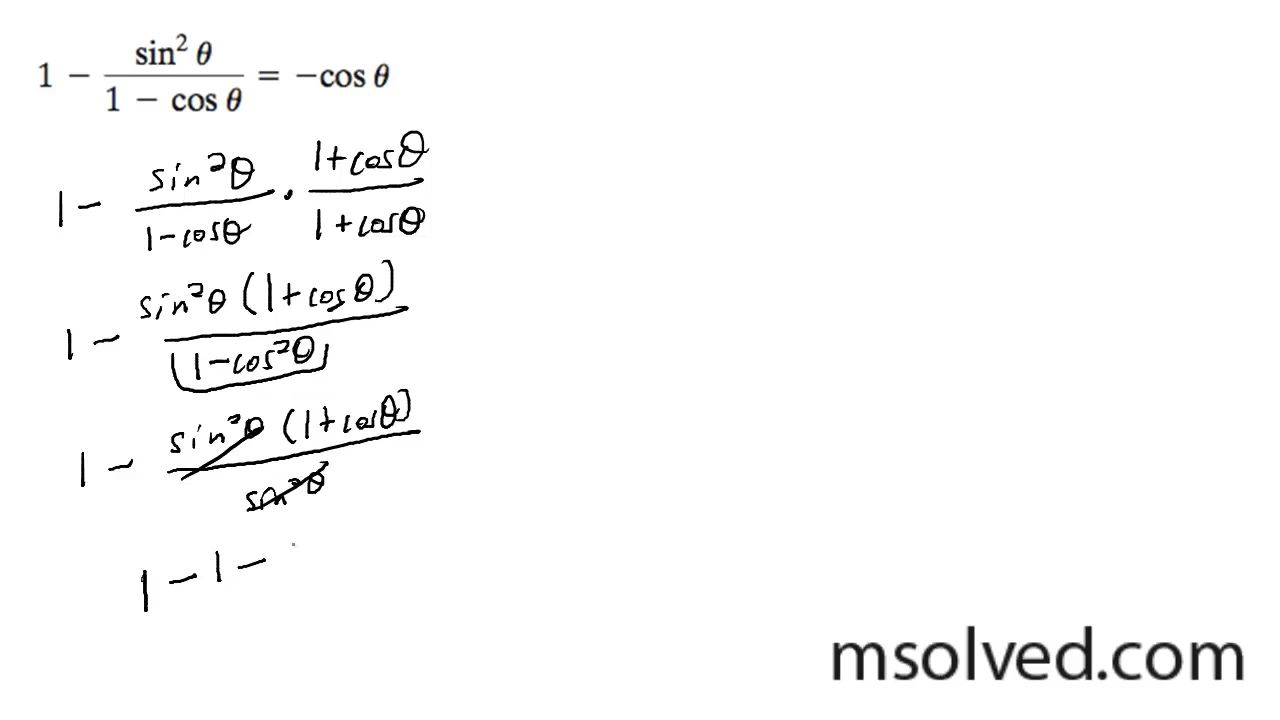 1 − sin² θ / 1 − cos θ = −cos θ
1 − sin²θ / 1−cosθ · 1+cosθ / 1+cosθ
1 − sin²θ (1+cosθ) / 1−cos²θ
1 − sin²θ (1+cosθ) / sin²θ
1 − 1 −
msolved.com